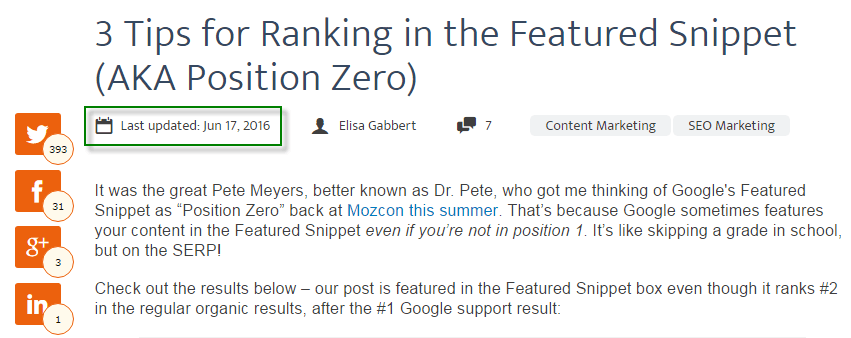 3 Tips for Ranking in the Featured Snippet
(AKA Position Zero)
Last updated: Jun 17, 2016
Elisa Gabbert
7
Content Marketing
SEO Marketing
393
31
g+
3
in
1
It was the great Pete Meyers, better known as Dr. Pete, who got me thinking of Google's Featured
Snippet as “Position Zero” back at Mozcon this summer. That’s because Google sometimes features
your content in the Featured Snippet even if you’re not in position 1. It’s like skipping a grade in school,
but on the SERP!
Check out the results below – our post is featured in the Featured Snippet box even though it ranks #2
in the regular organic results, after the #1 Google support result: